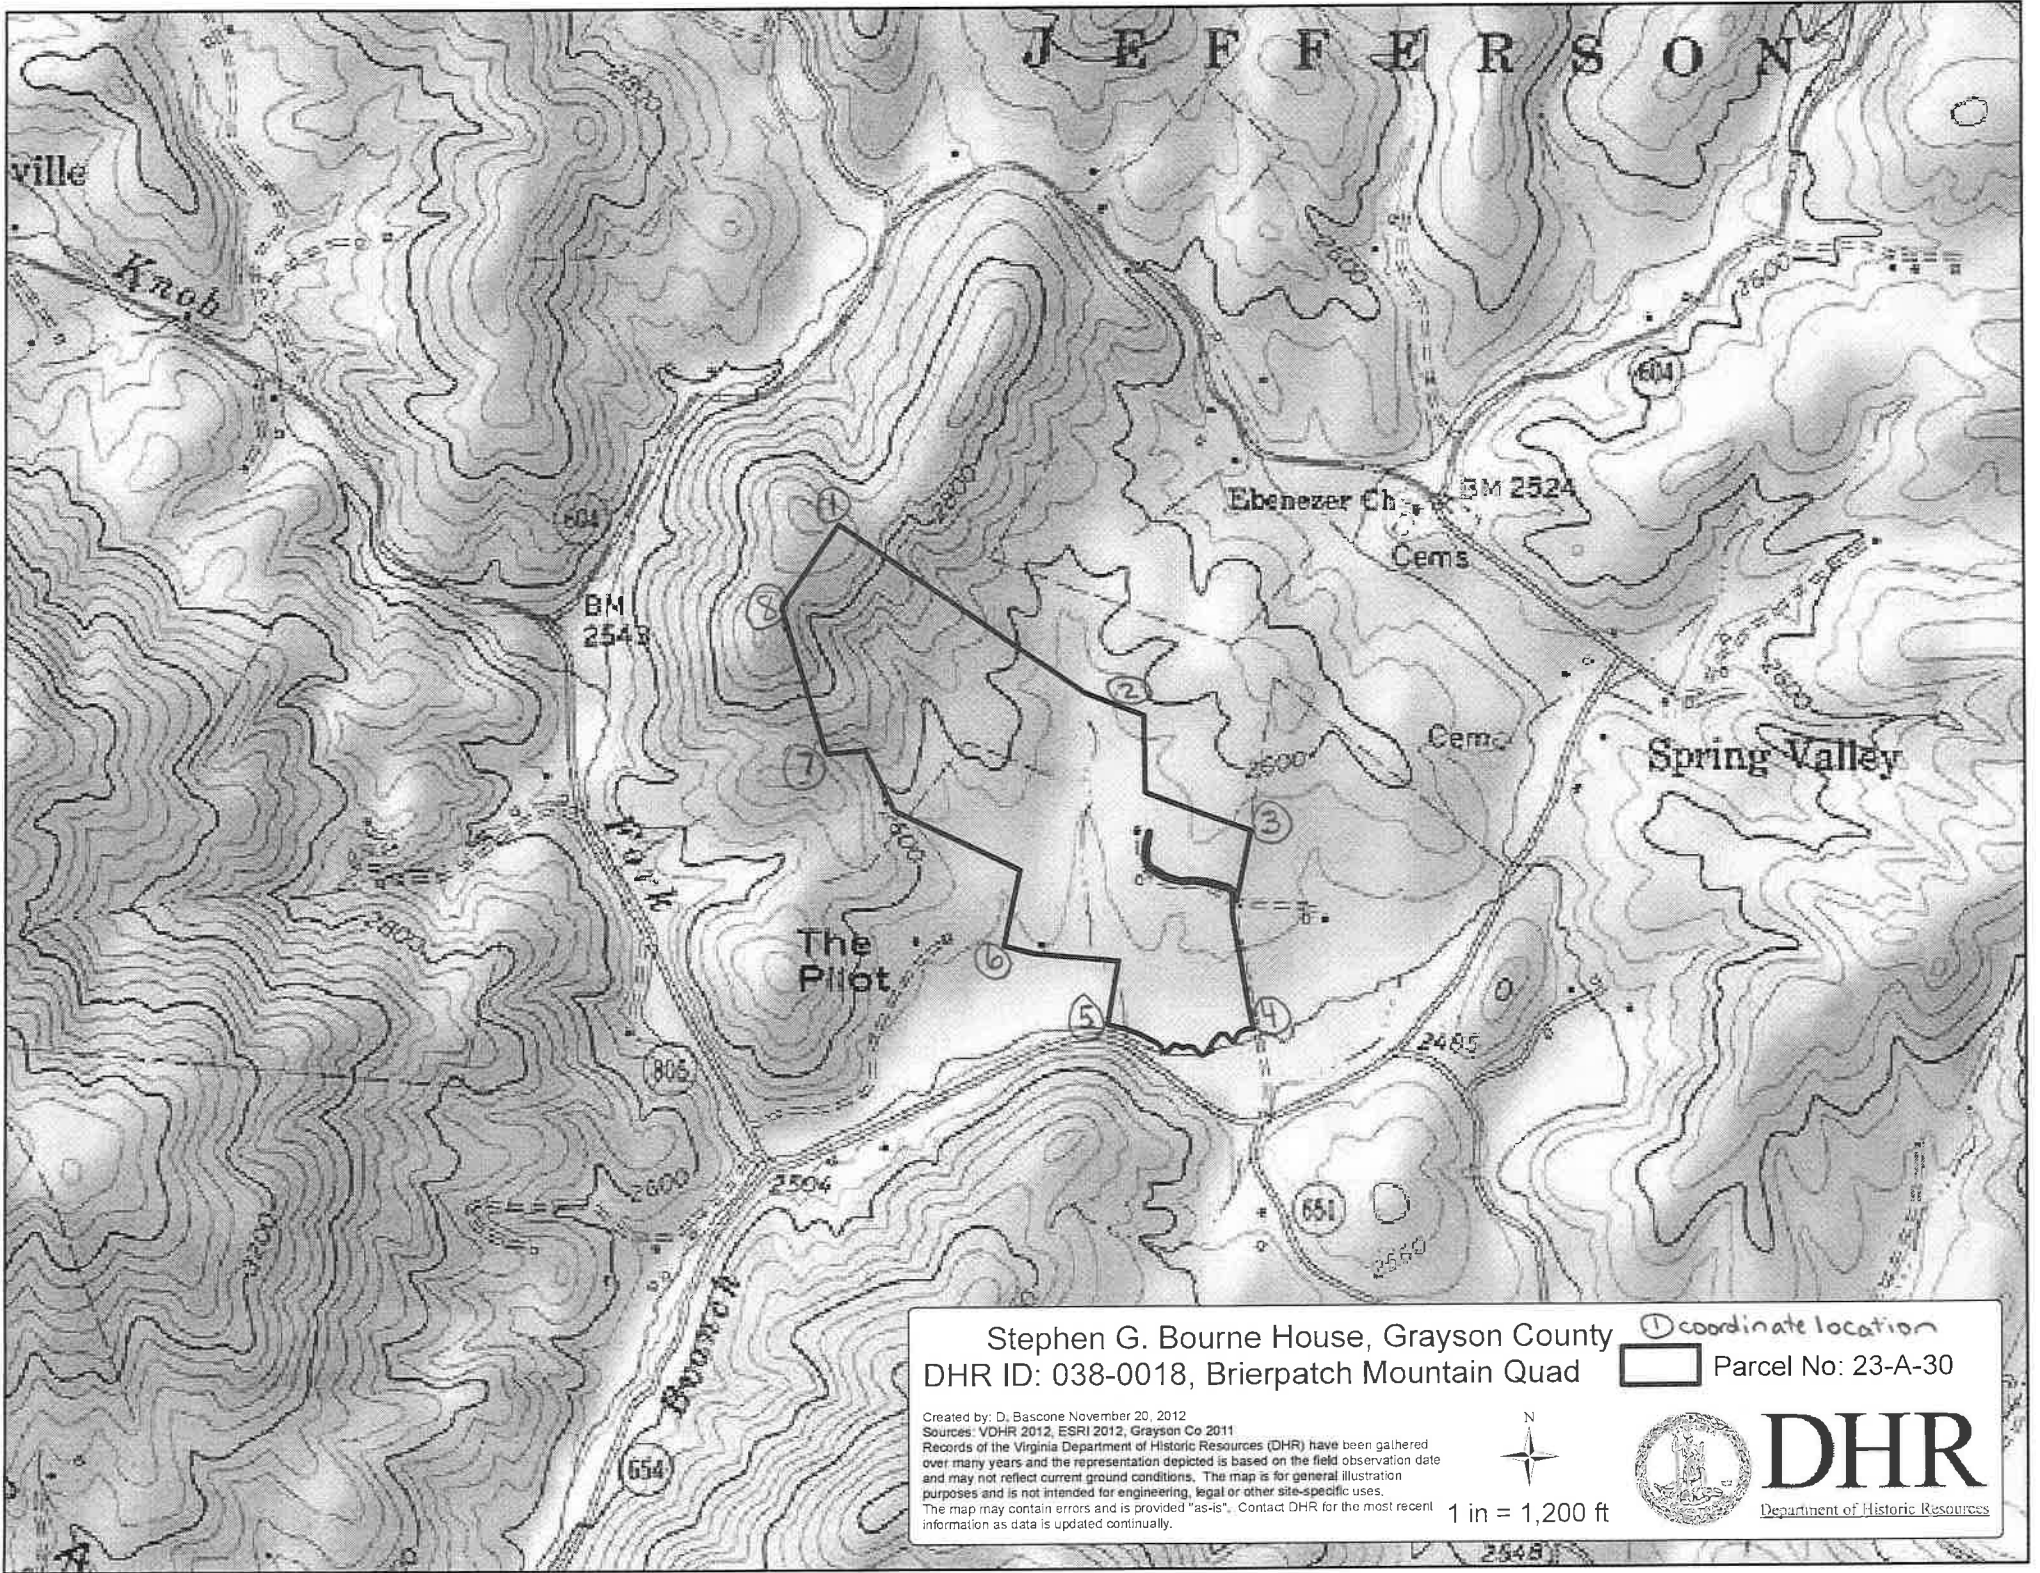 JEFFERSON
2800
ville
Knob
2600
2600
604
2800
①
Ebenezer Ch
BM 2524
604
Cems
⑧
BM
2543
2600
②
Cem
2600
Spring Valley
⑦
③
Fork
2800
The
Pilot
⑥
⑤
④
2485
805
2600
2504
651
3200
2560
Branch
654
Stephen G. Bourne House, Grayson County
① coordinate location
DHR ID: 038-0018, Brierpatch Mountain Quad
Parcel No: 23-A-30
Created by: D. Bascone November 20, 2012
Sources: VDHR 2012, ESRI 2012, Grayson Co 2011
Records of the Virginia Department of Historic Resources (DHR) have been gathered
over many years and the representation depicted is based on the field observation date
and may not reflect current ground conditions. The map is for general illustration
purposes and is not intended for engineering, legal or other site-specific uses.
The map may contain errors and is provided "as-is". Contact DHR for the most recent
information as data is updated continually.
N
1 in = 1,200 ft
DHR
Department of Historic Resources
2548